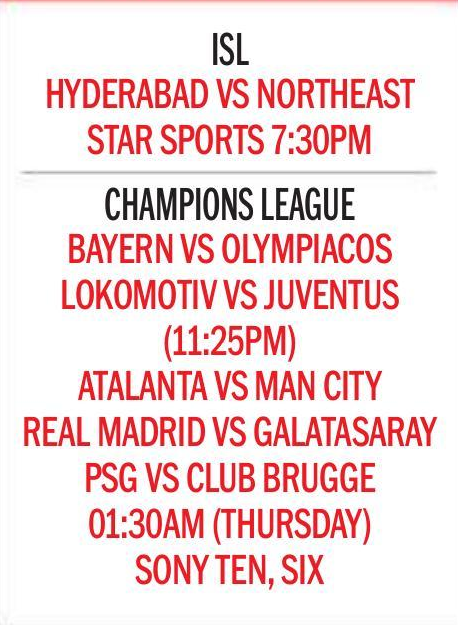 ISL
HYDERABAD VS NORTHEAST
STAR SPORTS 7:30PM
CHAMPIONS LEAGUE
BAYERN VS OLYMPIACOS
LOKOMOTIV VS JUVENTUS
(11:25PM)
ATALANTA VS MAN CITY
REAL MADRID VS GALATASARAY
PSG VS CLUB BRUGGE
01:30AM (THURSDAY)
SONY TEN, SIX